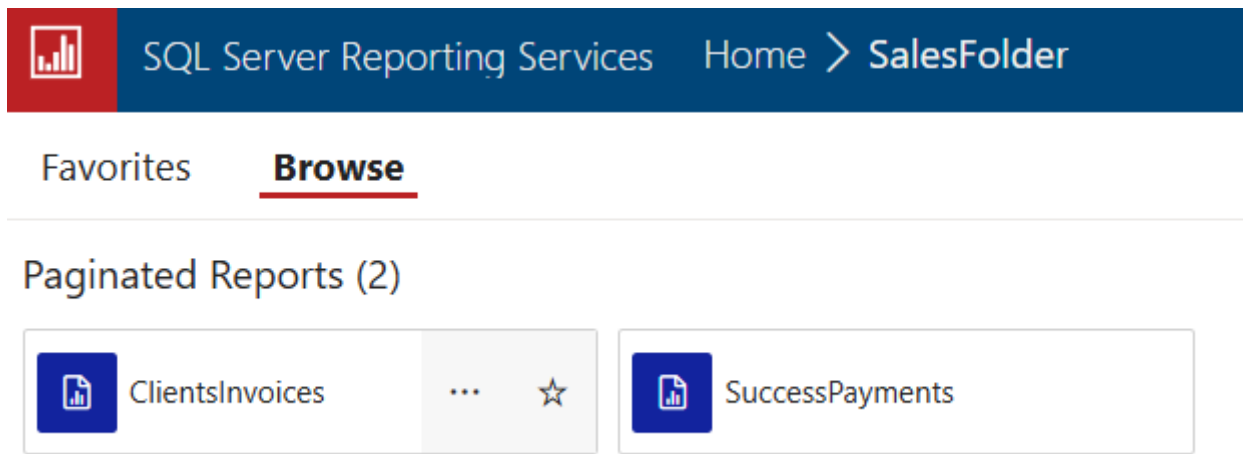 SQL Server Reporting Services Home > SalesFolder
Favorites Browse
Paginated Reports (2)
ClientsInvoices ... SuccessPayments